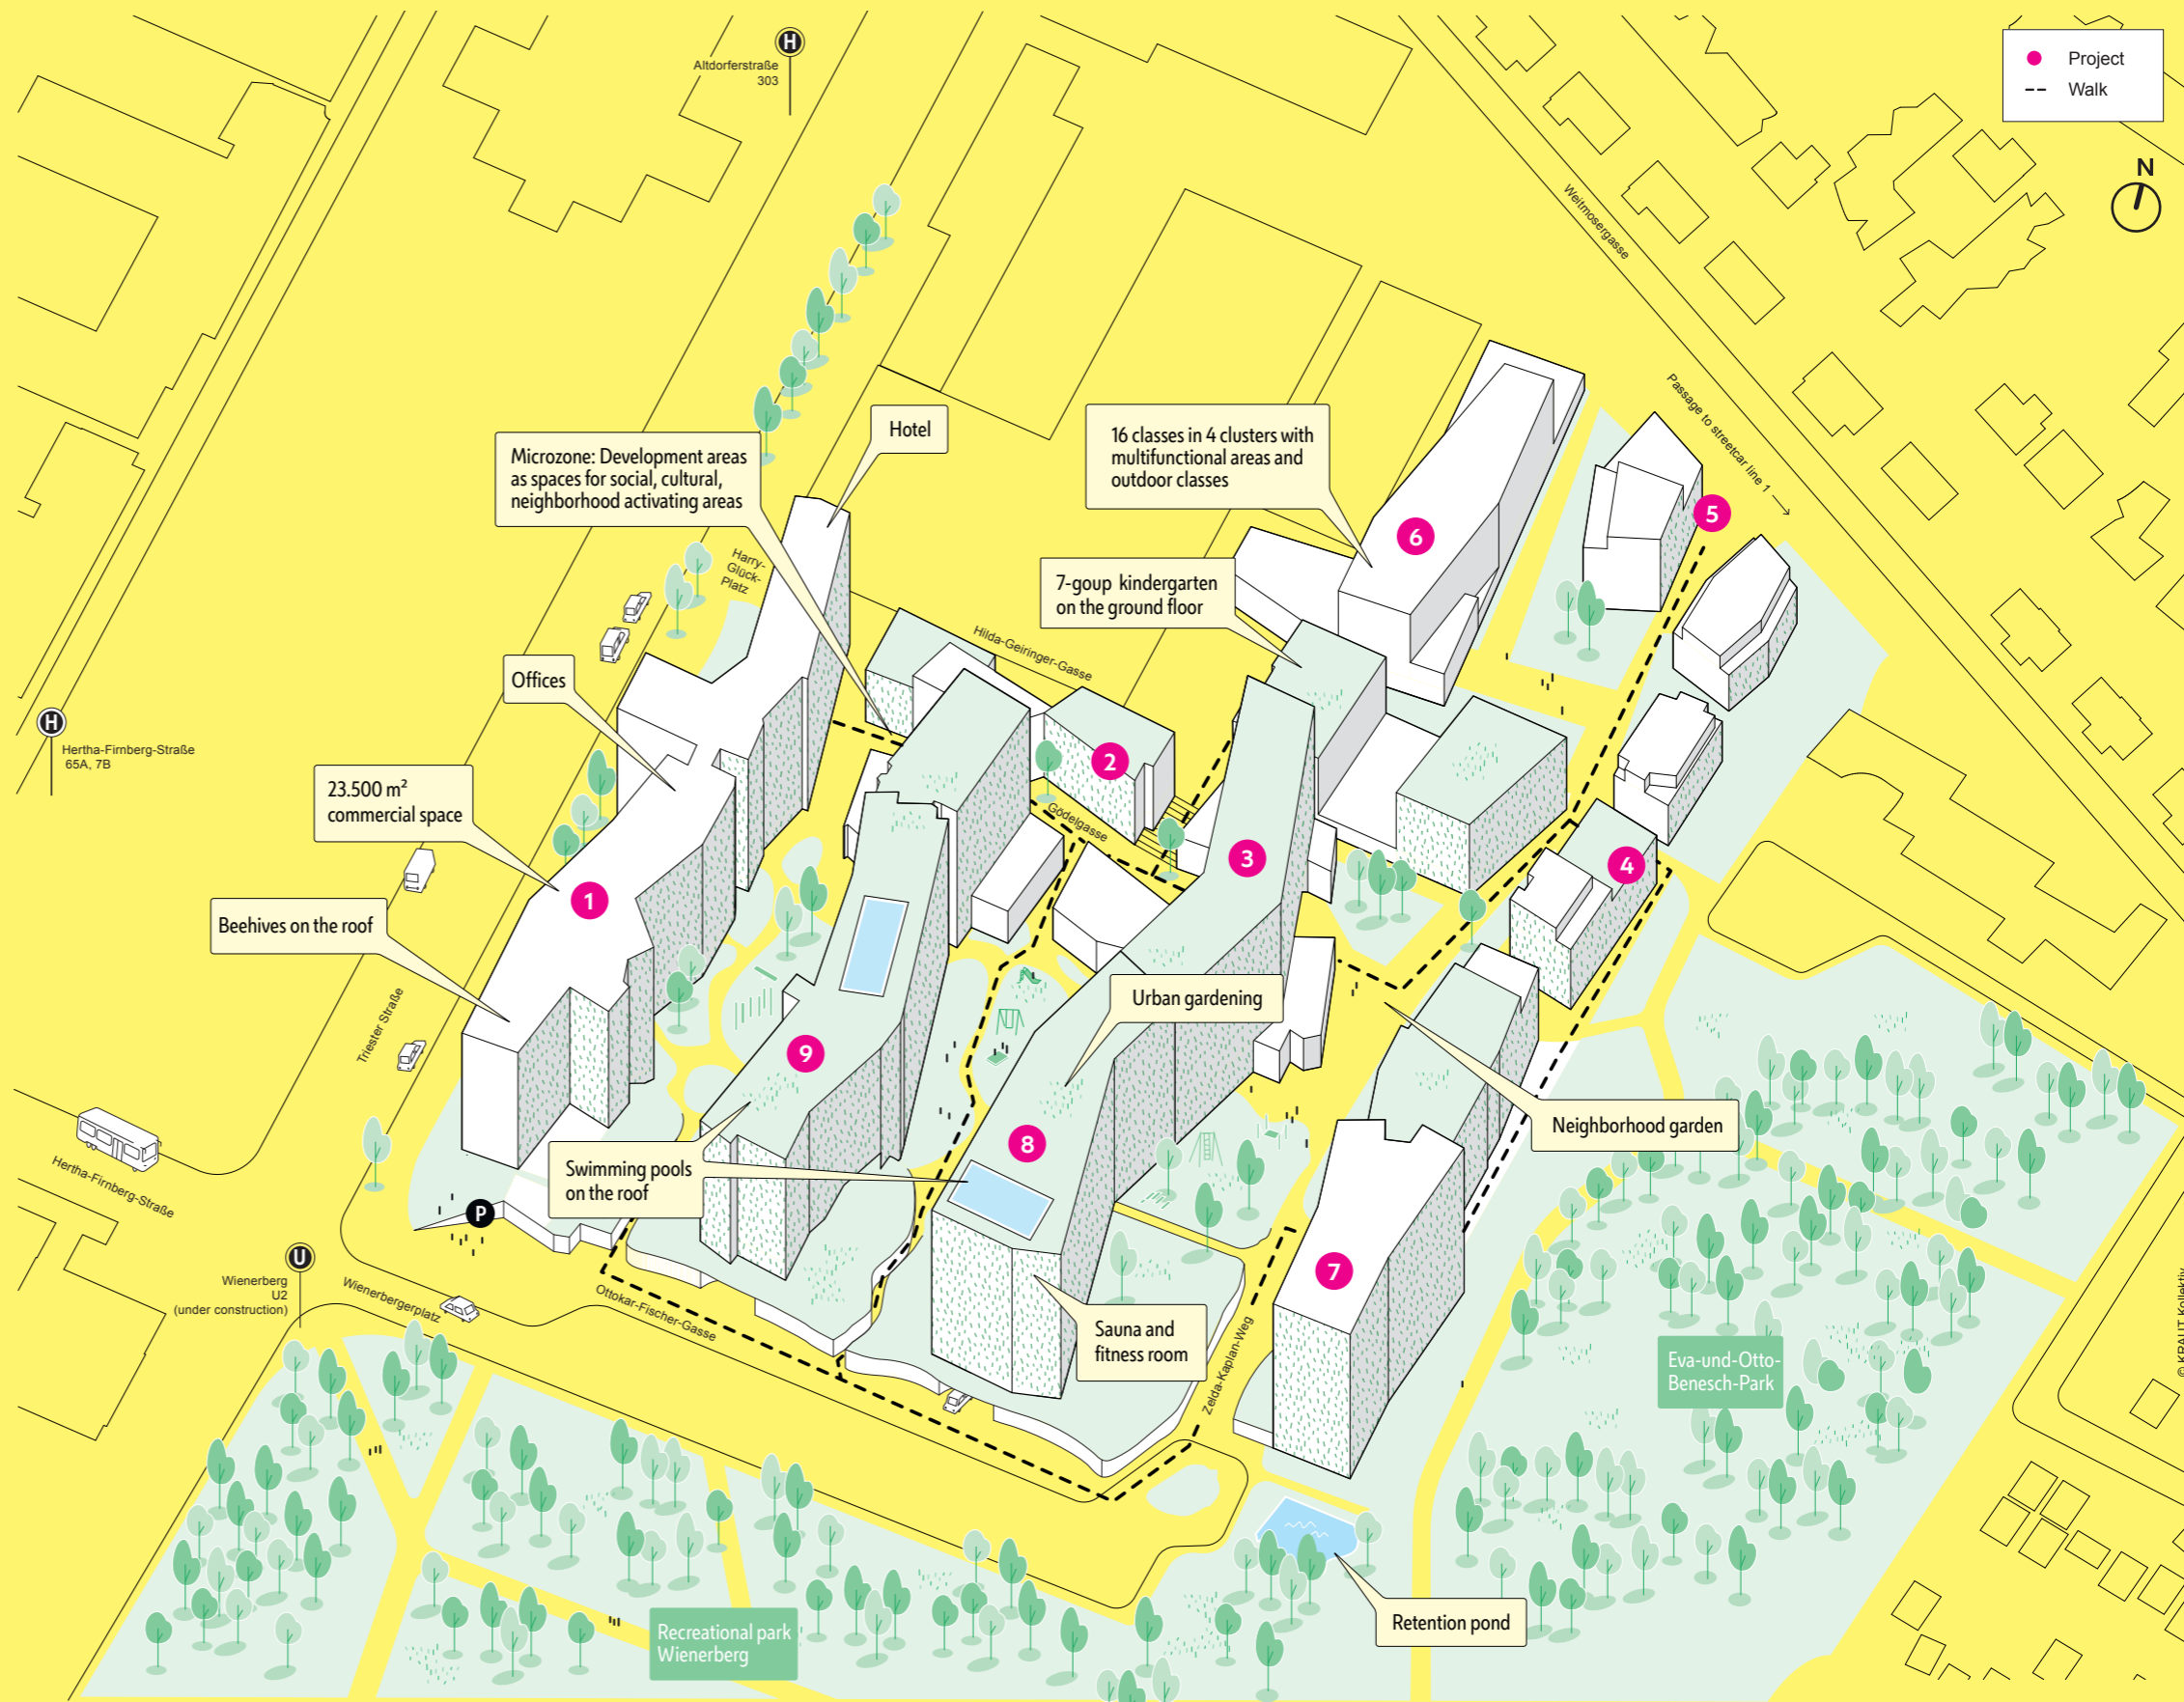 H
Altdorferstraße
303
Project
Walk
N
Weitmosergasse
Passage to streetcar line 1 →
Hotel
Microzone: Development areas
as spaces for social, cultural,
neighborhood activating areas
16 classes in 4 clusters with
multifunctional areas and
outdoor classes
5
6
Harry-
Glück-
Platz
7-goup kindergarten
on the ground floor
Hilda-Geiringer-Gasse
Offices
H
Hertha-Firnberg-Straße
65A, 7B
2
23.500 m²
commercial space
Gödelgasse
3
4
1
Beehives on the roof
Urban gardening
Triester Straße
9
Neighborhood garden
8
Swimming pools
on the roof
Hertha-Firnberg-Straße
P
U
Wienerberg
U2
(under construction)
Wienerbergerplatz
Ottokar-Fischer-Gasse
7
Sauna and
fitness room
Zelda-Kaplan-Weg
Eva-und-Otto-
Benesch-Park
© KRAUT Kollektiv
Retention pond
Recreational park
Wienerberg